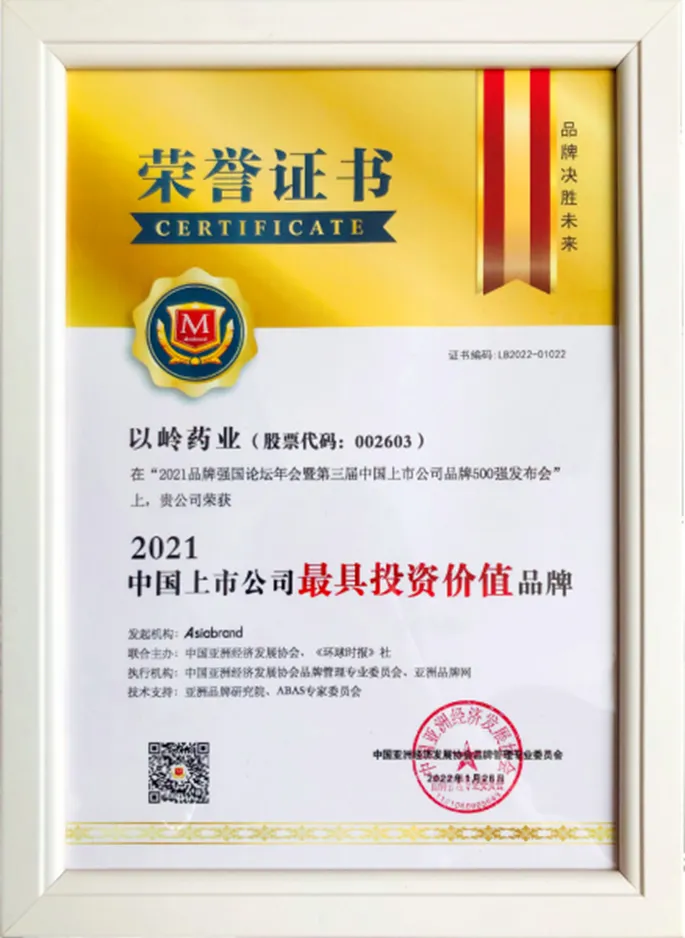 荣誉证书
CERTIFICATE
品牌决胜未来
M
Asiabrand
证书编码:LB2022-01022
以岭药业（股票代码：002603）
在“2021品牌强国论坛年会暨第三届中国上市公司品牌500强发布会”
上，贵公司荣获
2021
中国上市公司最具投资价值品牌
发起机构：Asiabrand
联合主办：中国亚洲经济发展协会、《环球时报》社
执行机构：中国亚洲经济发展协会品牌管理专业委员会、亚洲品牌网
技术支持：亚洲品牌研究院、ABAS专家委员会
中国亚洲经济发展协会
中国亚洲经济发展协会品牌管理专业委员会
2022年1月26日